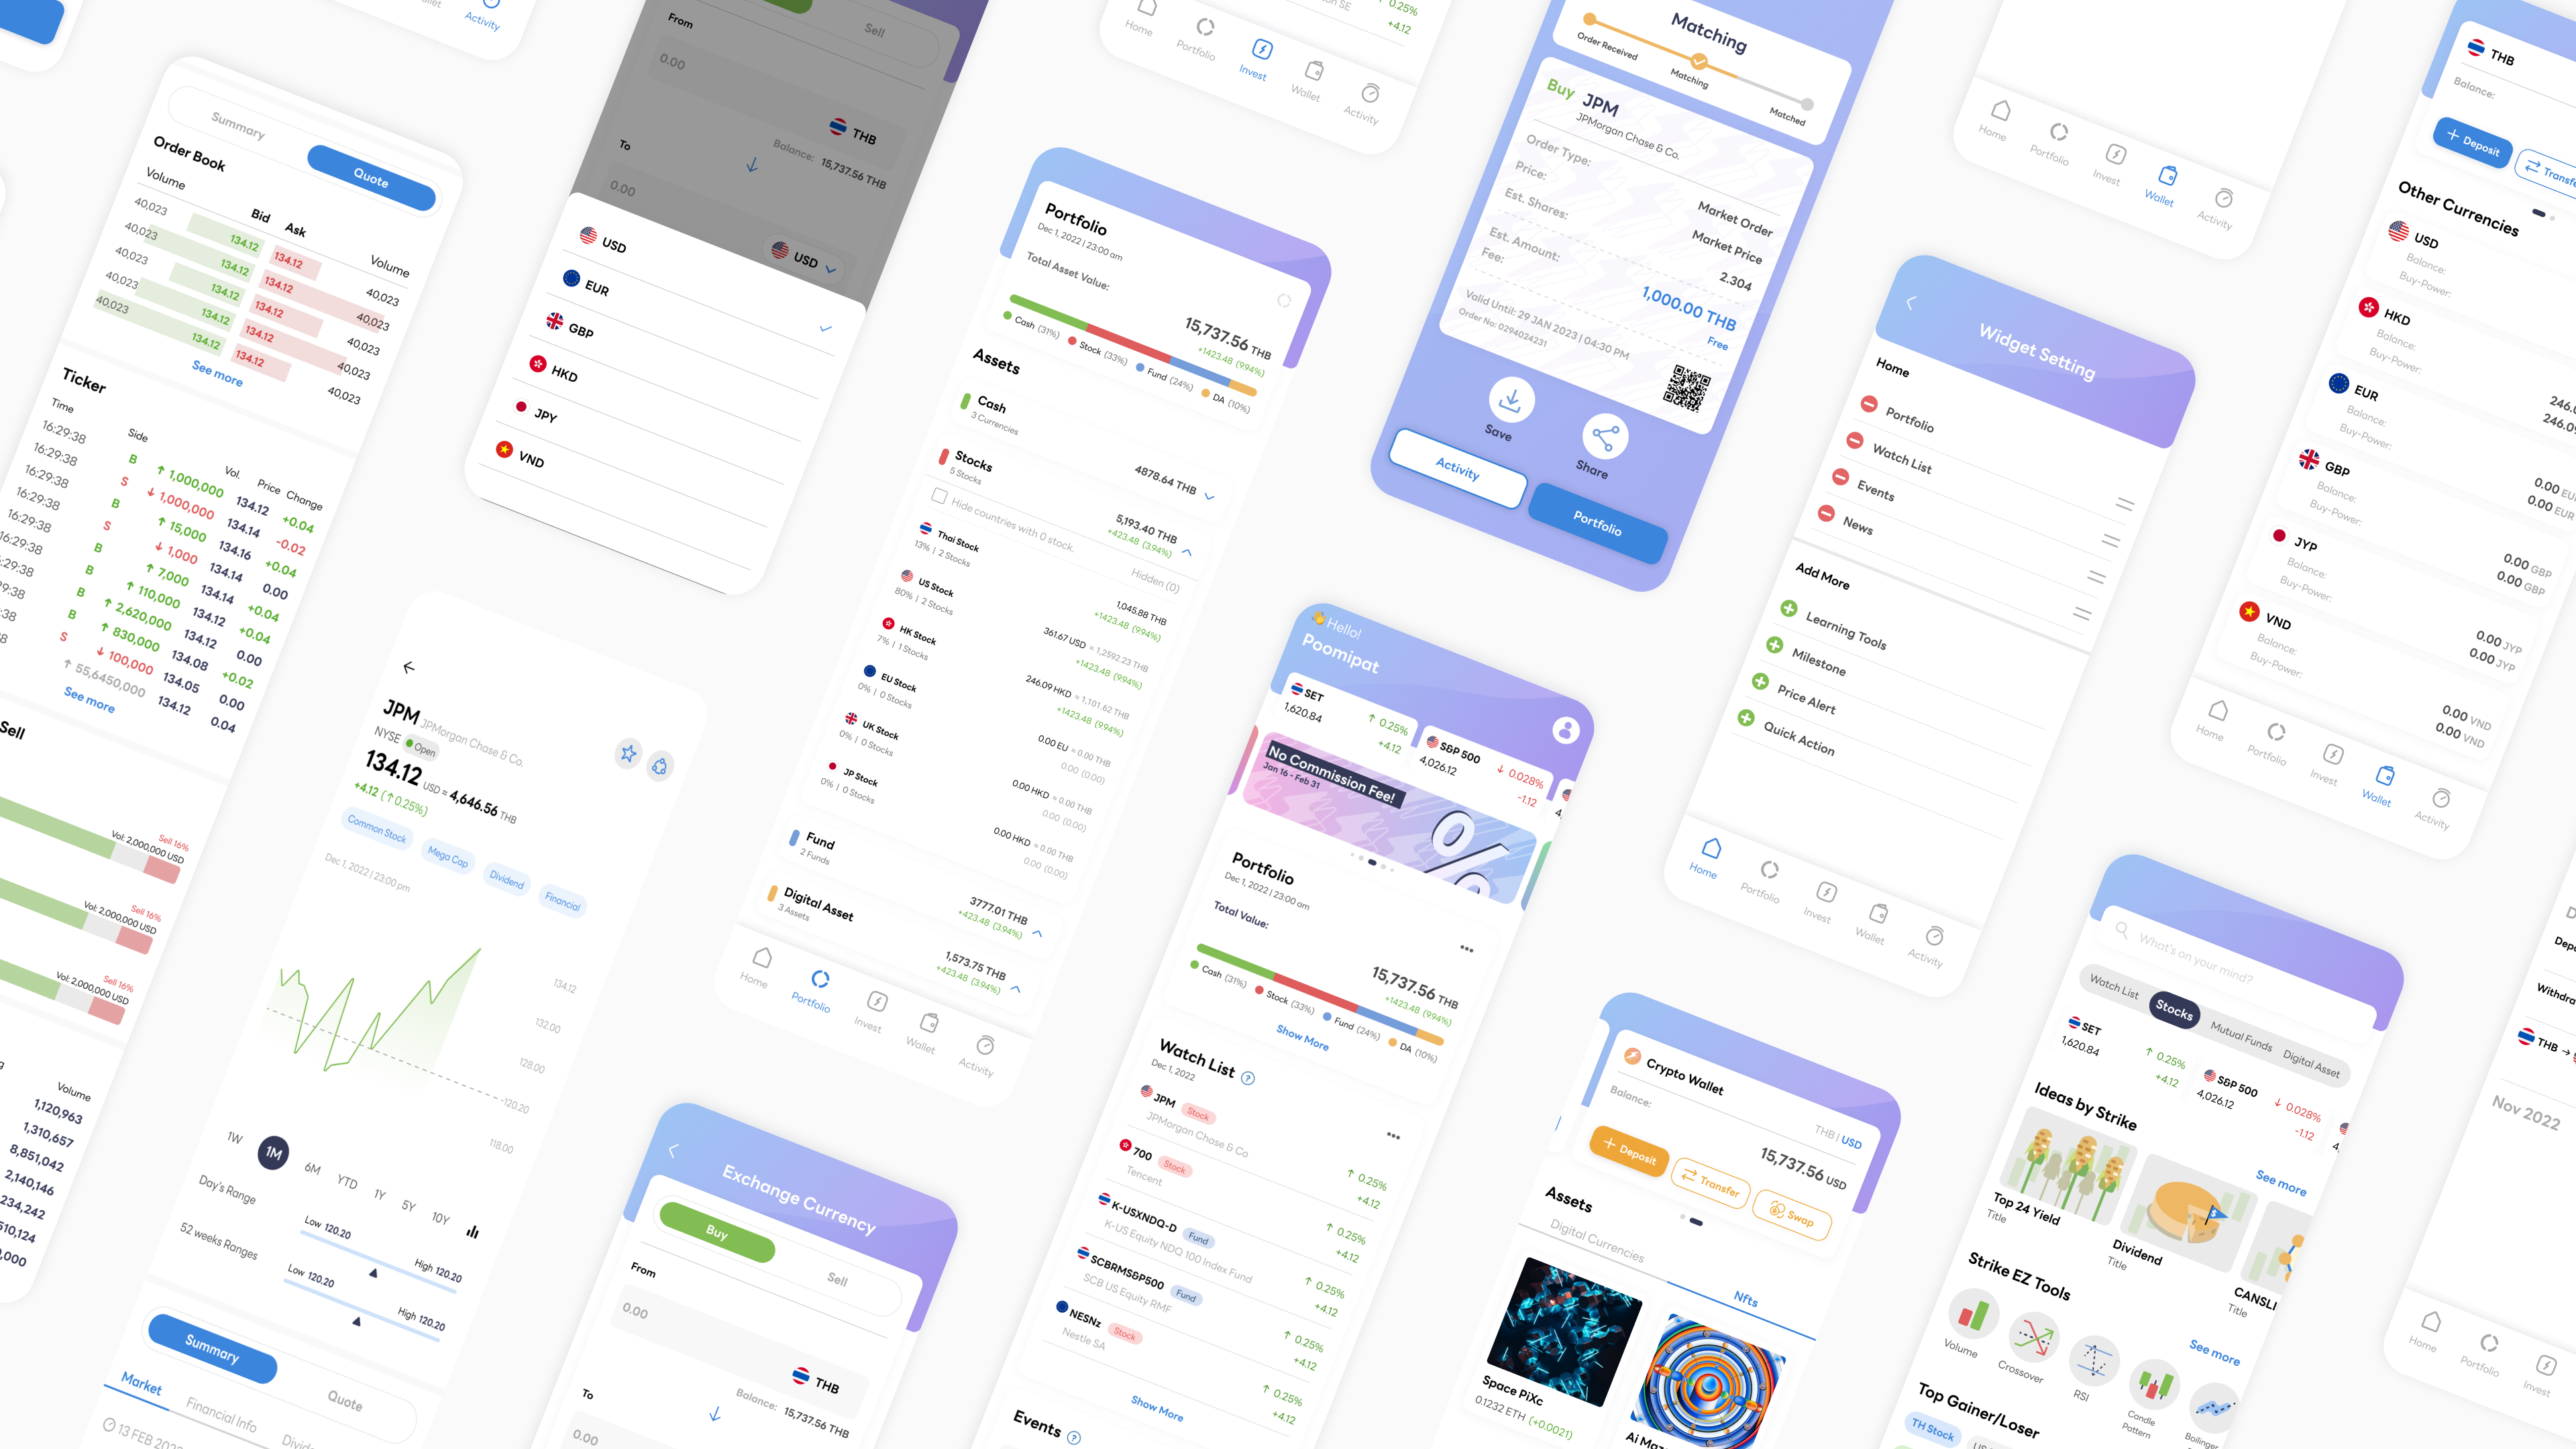 Activity
Summary
Quote
Order Book
Volume
Bid
Ask
Volume
40,023 134.12 134.12 40,023
40,023 134.12 134.12 40,023
40,023 134.12 134.12 40,023
40,023 134.12 134.12 40,023
40,023 134.12 134.12 40,023
See more
Ticker
Time Side Vol. Price Change
16:29:38 B ↑ 1,000,000 134.12 +0.04
16:29:38 S ↓ 1,000,000 134.14 -0.02
16:29:38 B ↑ 15,000 134.16 +0.04
16:29:38 S ↓ 1,000 134.14 0.00
16:29:38 B ↑ 7,000 134.14 +0.04
16:29:38 B ↑ 110,000 134.12 +0.04
B ↑ 2,620,000 134.12 0.00
B ↑ 830,000 134.08 +0.02
S ↓ 100,000 134.05 0.00
↑ 55,6450,000 134.12 0.04
See more
Sell
Sell 16%
Vol: 2,000,000 USD
Sell 16%
Vol: 2,000,000 USD
Sell 16%
Vol: 2,000,000 USD
Volume
1,120,963
1,310,657
8,851,042
2,140,146
234,242
510,124
From
Sell
0.00
THB
To
Balance: 15,737.56 THB
0.00
USD
USD
EUR
GBP
HKD
JPY
VND
JPM JPMorgan Chase & Co.
NYSE Open
134.12 USD ≈ 4,646.56 THB
+4.12 (↑ 0.25%)
Common Stock
Mega Cap
Dividend
Financial
Dec 1, 2022 | 23:00 pm
134.12
132.00
128.00
120.20
118.00
1W 1M 6M YTD 1Y 5Y 10Y
Day's Range
Low 120.20
High 120.20
52 weeks Ranges
Low 120.20
High 120.20
Summary
Quote
Market
Financial Info
13 FEB
Exchange Currency
Buy
Sell
From
0.00
THB
To
Balance: 15,737.56 THB
0.00
0.25%
+4.12
Home
Portfolio
Invest
Wallet
Activity
Portfolio
Dec 1, 2022 | 23:00 am
Total Asset Value:
15,737.56 THB
+1423.48 (9.94%)
Cash (31%)
Stock (33%)
Fund (24%)
DA (10%)
Assets
Cash
3 Currencies
4878.64 THB
Stocks
5 Stocks
5,193.40 THB
+423.48 (3.94%)
Hide countries with 0 stock.
Hidden (0)
Thai Stock
13% | 2 Stocks
1,045.88 THB
+1423.48 (994%)
US Stock
80% | 2 Stocks
361.67 USD ≈ 1,2592.23 THB
+1423.48 (994%)
HK Stock
7% | 1 Stocks
246.09 HKD ≈ 1,101.62 THB
+1423.48 (994%)
EU Stock
0% | 0 Stocks
0.00 EU ≈ 0.00 THB
0.00 (0.00)
UK Stock
0% | 0 Stocks
0.00 HKD ≈ 0.00 THB
0.00 (0.00)
JP Stock
0% | 0 Stocks
0.00 HKD ≈ 0.00 THB
0.00 (0.00)
Fund
2 Funds
3777.01 THB
+423.48 (3.94%)
Digital Asset
3 Assets
1,573.75 THB
+423.48 (3.94%)
Home
Portfolio
Invest
Wallet
Activity
Matching
Order Received
Matching
Matched
Buy JPM
JPMorgan Chase & Co.
Order Type:
Market Order
Price:
Market Price
Est. Shares:
2.304
Est. Amount:
1,000.00 THB
Fee:
Free
Valid Until: 29 JAN 2023 | 04:30 PM
Order No: 0294024231
Save
Share
Activity
Portfolio
Hello!
Poomipat
SET
1,620.84
↑ 0.25%
+4.12
S&P 500
4,026.12
↓ 0.028%
-1.12
No Commission Fee!
Jan 16 - Feb 31
Portfolio
Dec 1, 2022 | 23:00 am
Total Value:
15,737.56 THB
+1423.48 (994%)
Cash (31%)
Stock (33%)
Fund (24%)
DA (10%)
Show More
Watch List
Dec 1, 2022
JPM Stock
JPMorgan Chase & Co
↑ 0.25%
+4.12
700 Stock
Tencent
↑ 0.25%
+4.12
K-USXNDQ-D Fund
K-US Equity NDQ 100 Index Fund
↑ 0.25%
+4.12
SCBRMS&P500 Fund
SCB US Equity RMF
↑ 0.25%
+4.12
NESNz Stock
Nestle SA
↑ 0.25%
+4.12
Show More
Events
Home
Portfolio
Invest
Wallet
Activity
Widget Setting
Home
Portfolio
Watch List
Events
News
Add More
Learning Tools
Milestone
Price Alert
Quick Action
Home
Portfolio
Invest
Wallet
Activity
Crypto Wallet
Balance:
THB | USD
15,737.56 USD
Deposit
Transfer
Swap
Assets
Digital Currencies
Nfts
Space PiXc
0.1232 ETH (+0.0021)
THB
Balance:
Deposit
Other Currencies
USD
Balance:
Buy-Power:
HKD
Balance:
Buy-Power:
EUR
Balance:
Buy-Power:
0.00 EUR
GBP
Balance:
Buy-Power:
0.00 GBP
0.00 GBP
JYP
Balance:
Buy-Power:
0.00 JYP
0.00 JYP
VND
Balance:
Buy-Power:
0.00 VND
0.00 VND
Home
Portfolio
Invest
Wallet
Activity
What's on your mind?
Watch List
Stocks
Mutual Funds
Digital Asset
SET
1,620.84
↑ 0.25%
+4.12
S&P 500
4,026.12
↓ 0.028%
-1.12
Ideas by Strike
See more
Top 24 Yield
Title
Dividend
Title
CANSLI
Title
Strike EZ Tools
See more
Volume
Crossover
RSI
Candle Pattern
Bollinger
Top Gainer/Loser
TH Stock
THB →
Nov 2022
Home
Portfolio
Invest